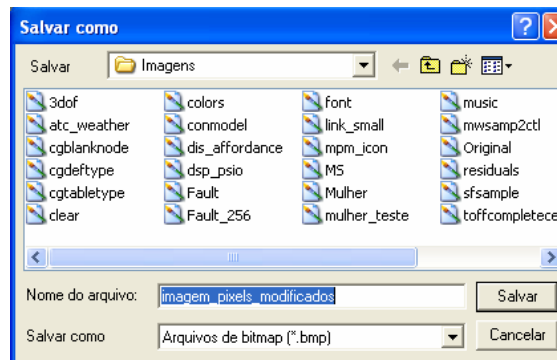 Salvar como
Salvar Imagens
3dof colors font music
atc_weather conmodel link_small mwsamp2ctl
cgblanknode dis_affordance mpm_icon Original
cgdeftype dsp_psio MS residuals
cgtabletype Fault Mulher sfsample
clear Fault_256 mulher_teste toffcompletece
Nome do arquivo: imagem_pixels_modificados Salvar
Salvar como Arquivos de bitmap (*.bmp) Cancelar